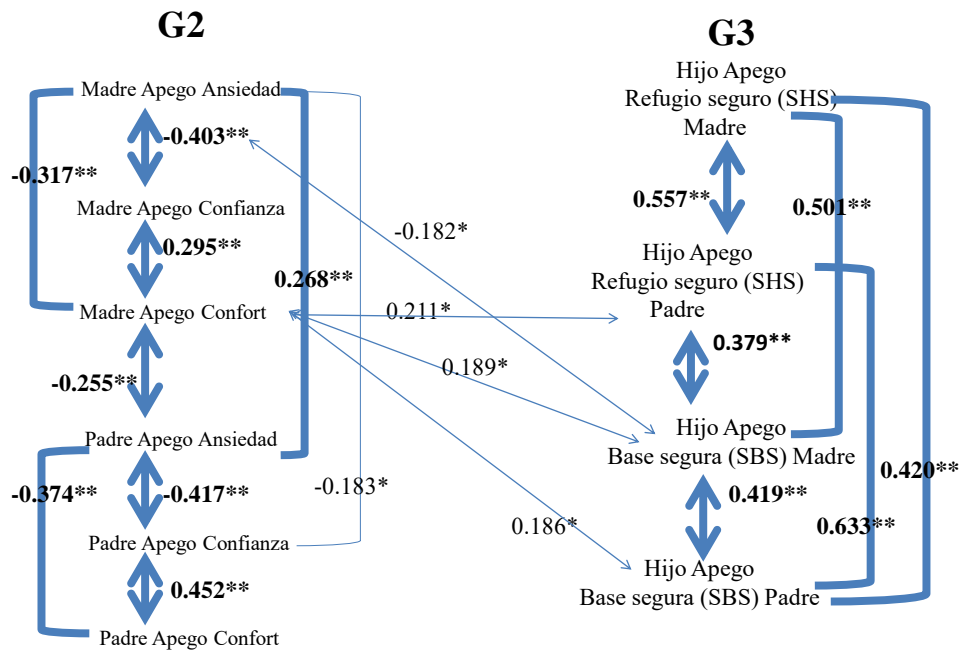 G2
Madre Apego Ansiedad
-0.403**
-0.317**
Madre Apego Confianza
0.295**
0.268**
Madre Apego Confort
-0.255**
Padre Apego Ansiedad
-0.374**
-0.417**
-0.183*
Padre Apego Confianza
0.452**
Padre Apego Confort
-0.182*
0.211*
0.189*
0.186*
G3
Hijo Apego
Refugio seguro (SHS)
Madre
0.557**
0.501**
Hijo Apego
Refugio seguro (SHS)
Padre
0.379**
Hijo Apego
Base segura (SBS) Madre
0.420**
0.419**
0.633**
Hijo Apego
Base segura (SBS) Padre